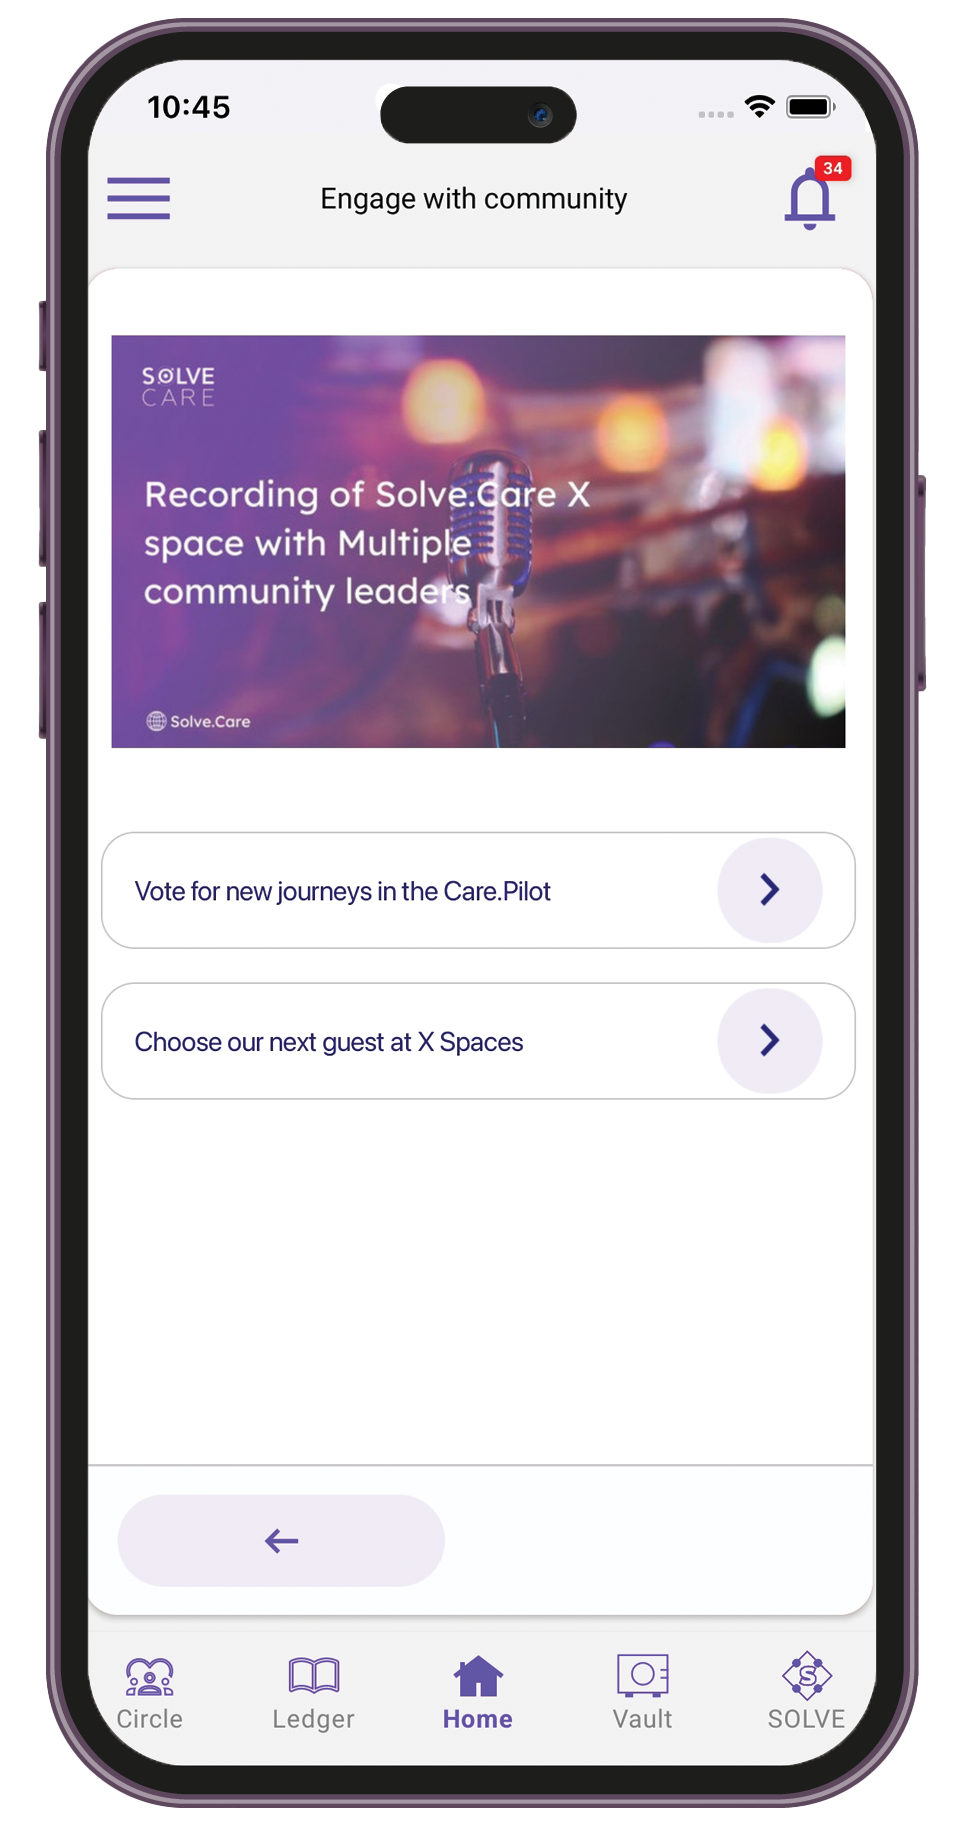 10:45
34
Engage with community
SOLVE
CARE
Recording of Solve.Care X
space with Multiple
community leaders
Solve.Care
Vote for new journeys in the Care.Pilot
Choose our next guest at X Spaces
Circle
Ledger
Home
Vault
S
SOLVE